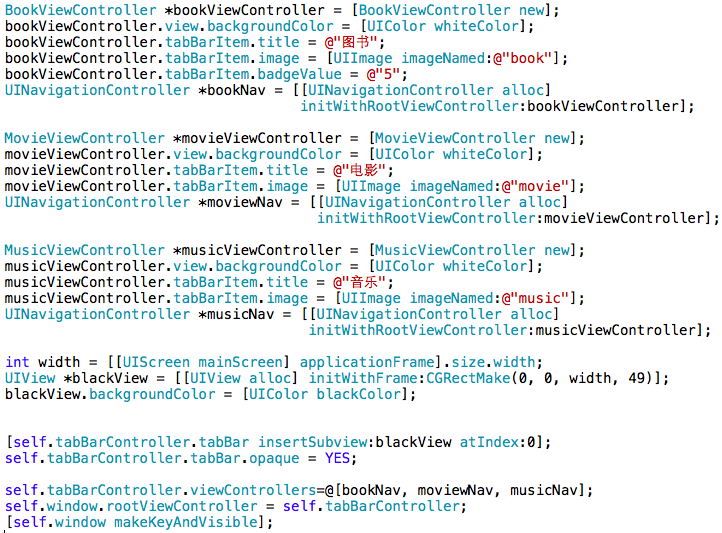 BookViewController *bookViewController = [BookViewController new];
bookViewController.view.backgroundColor = [UIColor whiteColor];
bookViewController.tabBarItem.title = @"图书";
bookViewController.tabBarItem.image = [UIImage imageNamed:@"book"];
bookViewController.tabBarItem.badgeValue = @"5";
UINavigationController *bookNav = [[UINavigationController alloc]
initWithRootViewController:bookViewController];
MovieViewController *movieViewController = [MovieViewController new];
movieViewController.view.backgroundColor = [UIColor whiteColor];
movieViewController.tabBarItem.title = @"电影";
movieViewController.tabBarItem.image = [UIImage imageNamed:@"movie"];
UINavigationController *moviewNav = [[UINavigationController alloc]
initWithRootViewController:movieViewController];
MusicViewController *musicViewController = [MusicViewController new];
musicViewController.view.backgroundColor = [UIColor whiteColor];
musicViewController.tabBarItem.title = @"音乐";
musicViewController.tabBarItem.image = [UIImage imageNamed:@"music"];
UINavigationController *musicNav = [[UINavigationController alloc]
initWithRootViewController:musicViewController];
int width = [[UIScreen mainScreen] applicationFrame].size.width;
UIView *blackView = [[UIView alloc] initWithFrame:CGRectMake(0, 0, width, 49)];
blackView.backgroundColor = [UIColor blackColor];
[self.tabBarController.tabBar insertSubview:blackView atIndex:0];
self.tabBarController.tabBar.opaque = YES;
self.tabBarController.viewControllers=@[bookNav, moviewNav, musicNav];
self.window.rootViewController = self.tabBarController;
[self.window makeKeyAndVisible];